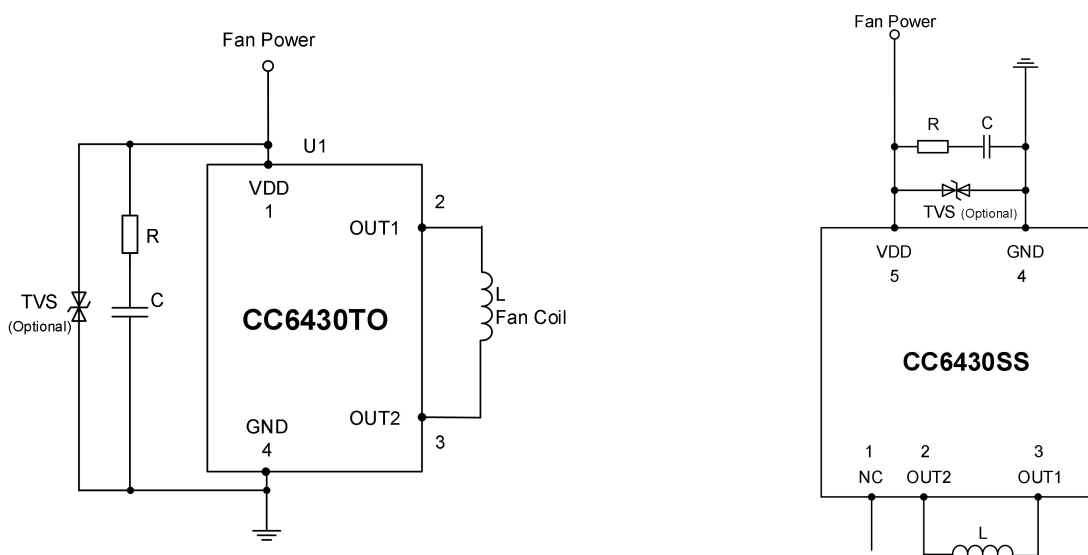 Fan Power
U1
VDD
1
2
OUT1
R
TVS
(Optional)
C
L
Fan Coil
CC6430TO
OUT2
GND
4
3
Fan Power
R
C
TVS (Optional)
VDD
GND
5
4
CC6430SS
1
2
3
NC
OUT2
OUT1
L